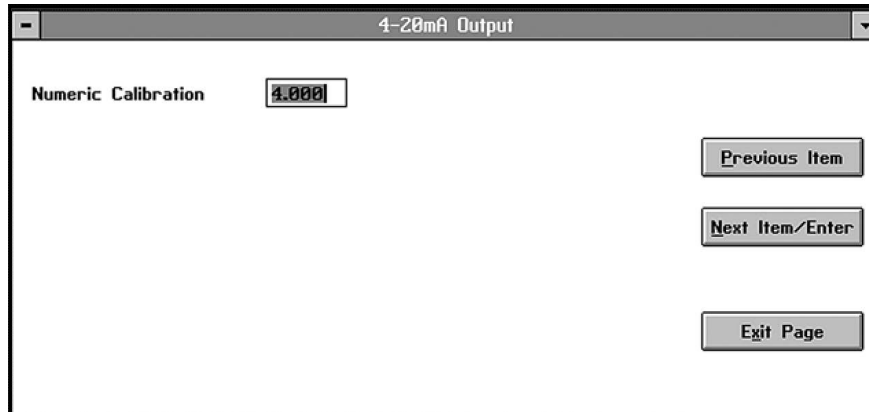 4-20mA Output
Numeric Calibration 4.000
Previous Item
Next Item/Enter
Exit Page